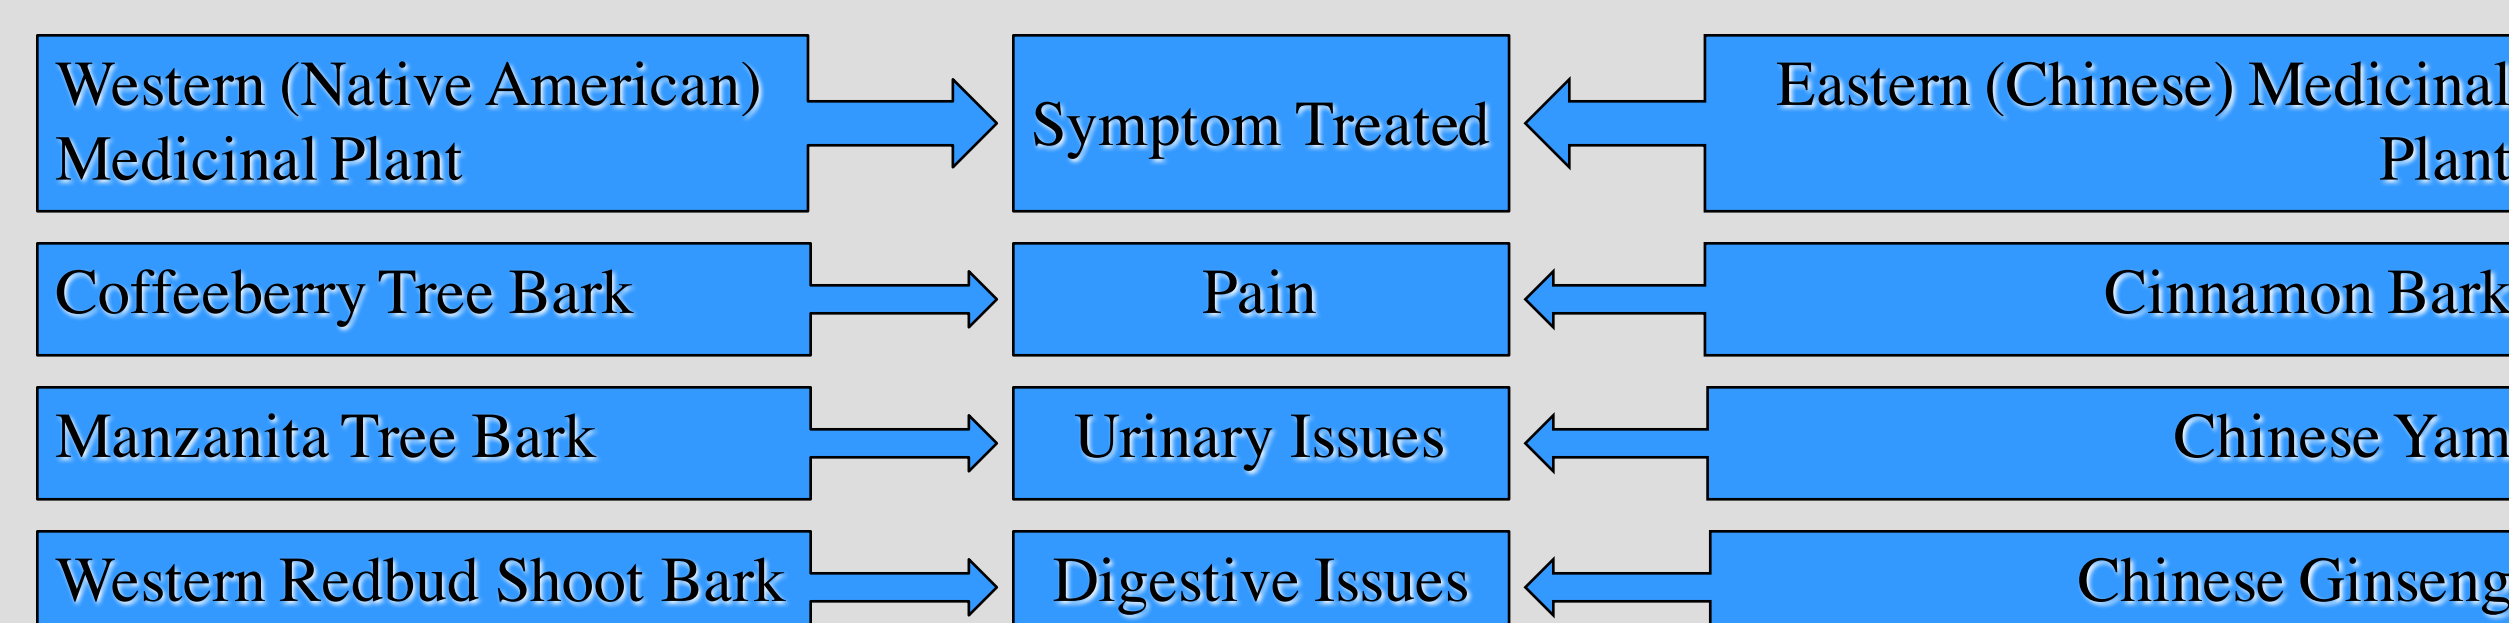 Western (Native American)
Medicinal Plant
Symptom Treated
Eastern (Chinese) Medicinal
Plant
Coffeeberry Tree Bark
Pain
Cinnamon Bark
Manzanita Tree Bark
Urinary Issues
Chinese Yam
Western Redbud Shoot Bark
Digestive Issues
Chinese Ginseng